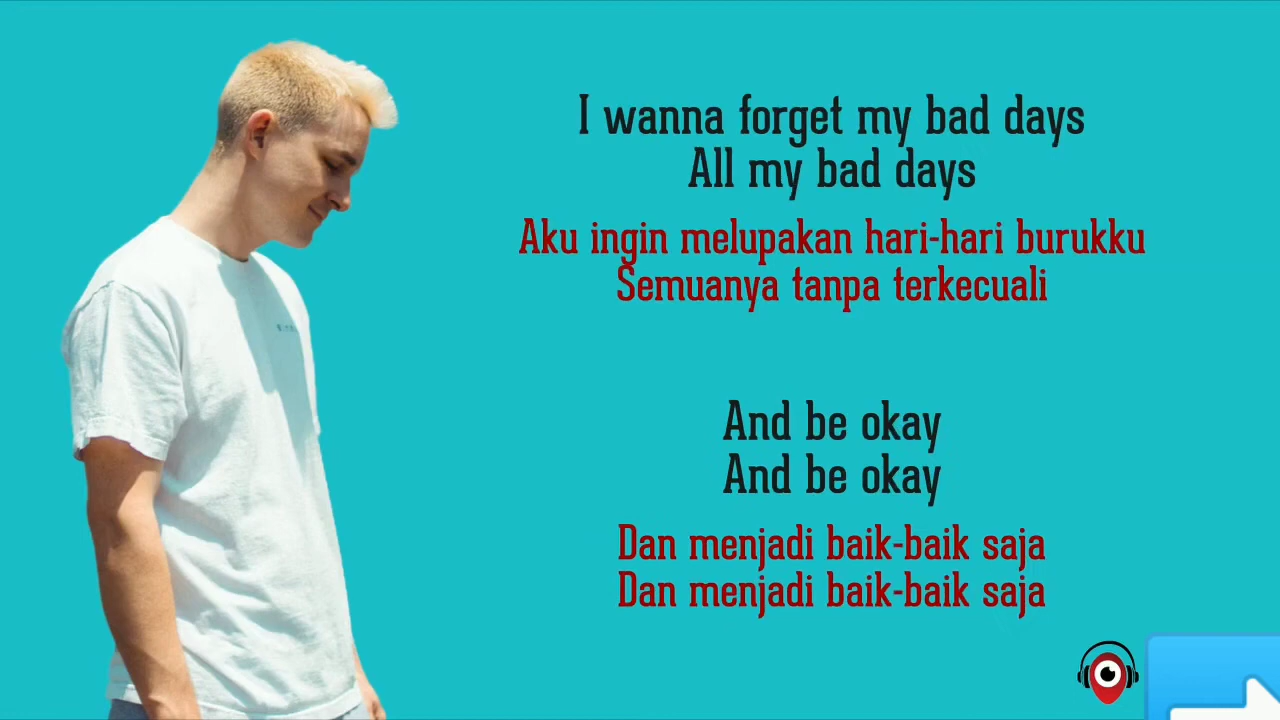 I wanna forget my bad days
All my bad days
Aku ingin melupakan hari-hari burukku
Semuanya tanpa terkecuali
And be okay
And be okay
Dan menjadi baik-baik saja
Dan menjadi baik-baik saja